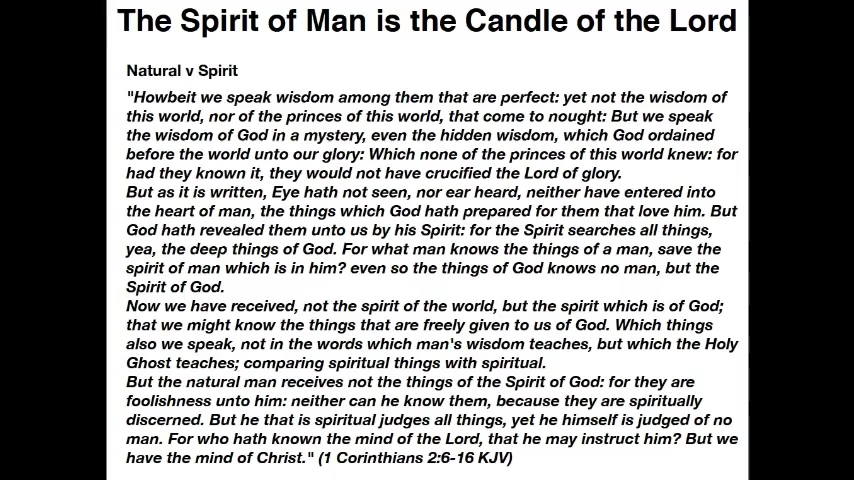 The Spirit of Man is the Candle of the Lord
Natural v Spirit
"Howbeit we speak wisdom among them that are perfect: yet not the wisdom of
this world, nor of the princes of this world, that come to nought: But we speak
the wisdom of God in a mystery, even the hidden wisdom, which God ordained
before the world unto our glory: Which none of the princes of this world knew: for
had they known it, they would not have crucified the Lord of glory.
But as it is written, Eye hath not seen, nor ear heard, neither have entered into
the heart of man, the things which God hath prepared for them that love him. But
God hath revealed them unto us by his Spirit: for the Spirit searches all things,
yea, the deep things of God. For what man knows the things of a man, save the
spirit of man which is in him? even so the things of God knows no man, but the
Spirit of God.
Now we have received, not the spirit of the world, but the spirit which is of God;
that we might know the things that are freely given to us of God. Which things
also we speak, not in the words which man's wisdom teaches, but which the Holy
Ghost teaches; comparing spiritual things with spiritual.
But the natural man receives not the things of the Spirit of God: for they are
foolishness unto him: neither can he know them, because they are spiritually
discerned. But he that is spiritual judges all things, yet he himself is judged of no
man. For who hath known the mind of the Lord, that he may instruct him? But we
have the mind of Christ." (1 Corinthians 2:6-16 KJV)